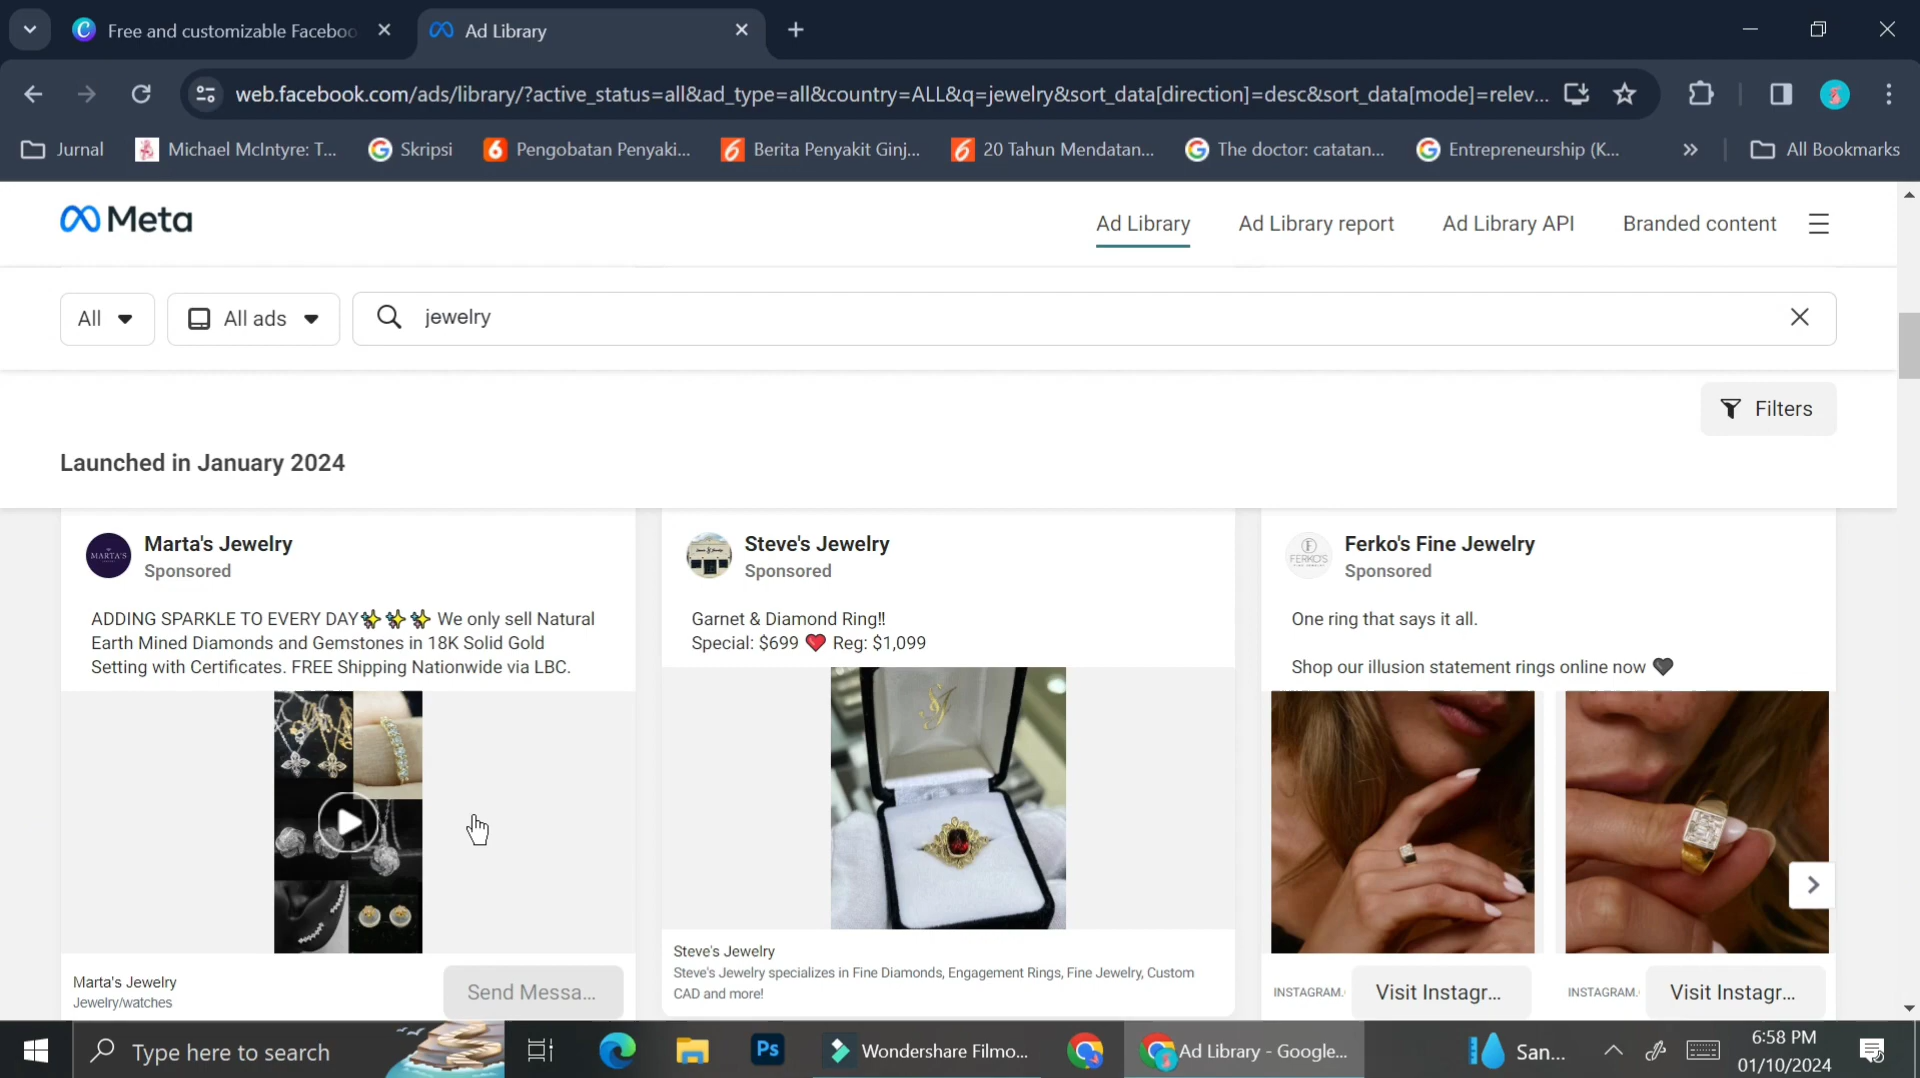 Free and customizable Faceboo
Ad Library
web.facebook.com/ads/library/?active_status=all&ad_type=all&country=ALL&q=jewelry&sort_data[direction]=desc&sort_data[mode]=relev...
Jurnal
Michael McIntyre: T...
Skripsi
Pengobatan Penyaki...
Berita Penyakit Ginj...
20 Tahun Mendatan...
The doctor: catatan...
Entrepreneurship (K...
All Bookmarks
Meta
Ad Library
Ad Library report
Ad Library API
Branded content
All
All ads
jewelry
Filters
Launched in January 2024
MARTA'S
Marta's Jewelry
Sponsored
ADDING SPARKLE TO EVERY DAY✨✨✨ We only sell Natural
Earth Mined Diamonds and Gemstones in 18K Solid Gold
Setting with Certificates. FREE Shipping Nationwide via LBC.
Marta's Jewelry
Jewelry/watches
Send Messa...
Steve's Jewelry
Sponsored
Garnet & Diamond Ring!!
Special: $699 ❤️ Reg: $1,099
Steve's Jewelry
Steve's Jewelry specializes in Fine Diamonds, Engagement Rings, Fine Jewelry, Custom
CAD and more!
FERKO'S
Ferko's Fine Jewelry
Sponsored
One ring that says it all.
Shop our illusion statement rings online now 🖤
INSTAGRAM.
Visit Instagr...
INSTAGRAM.
Visit Instagr...
Type here to search
Ps
Wondershare Filmo...
Ad Library - Google...
San...
6:58 PM
01/10/2024